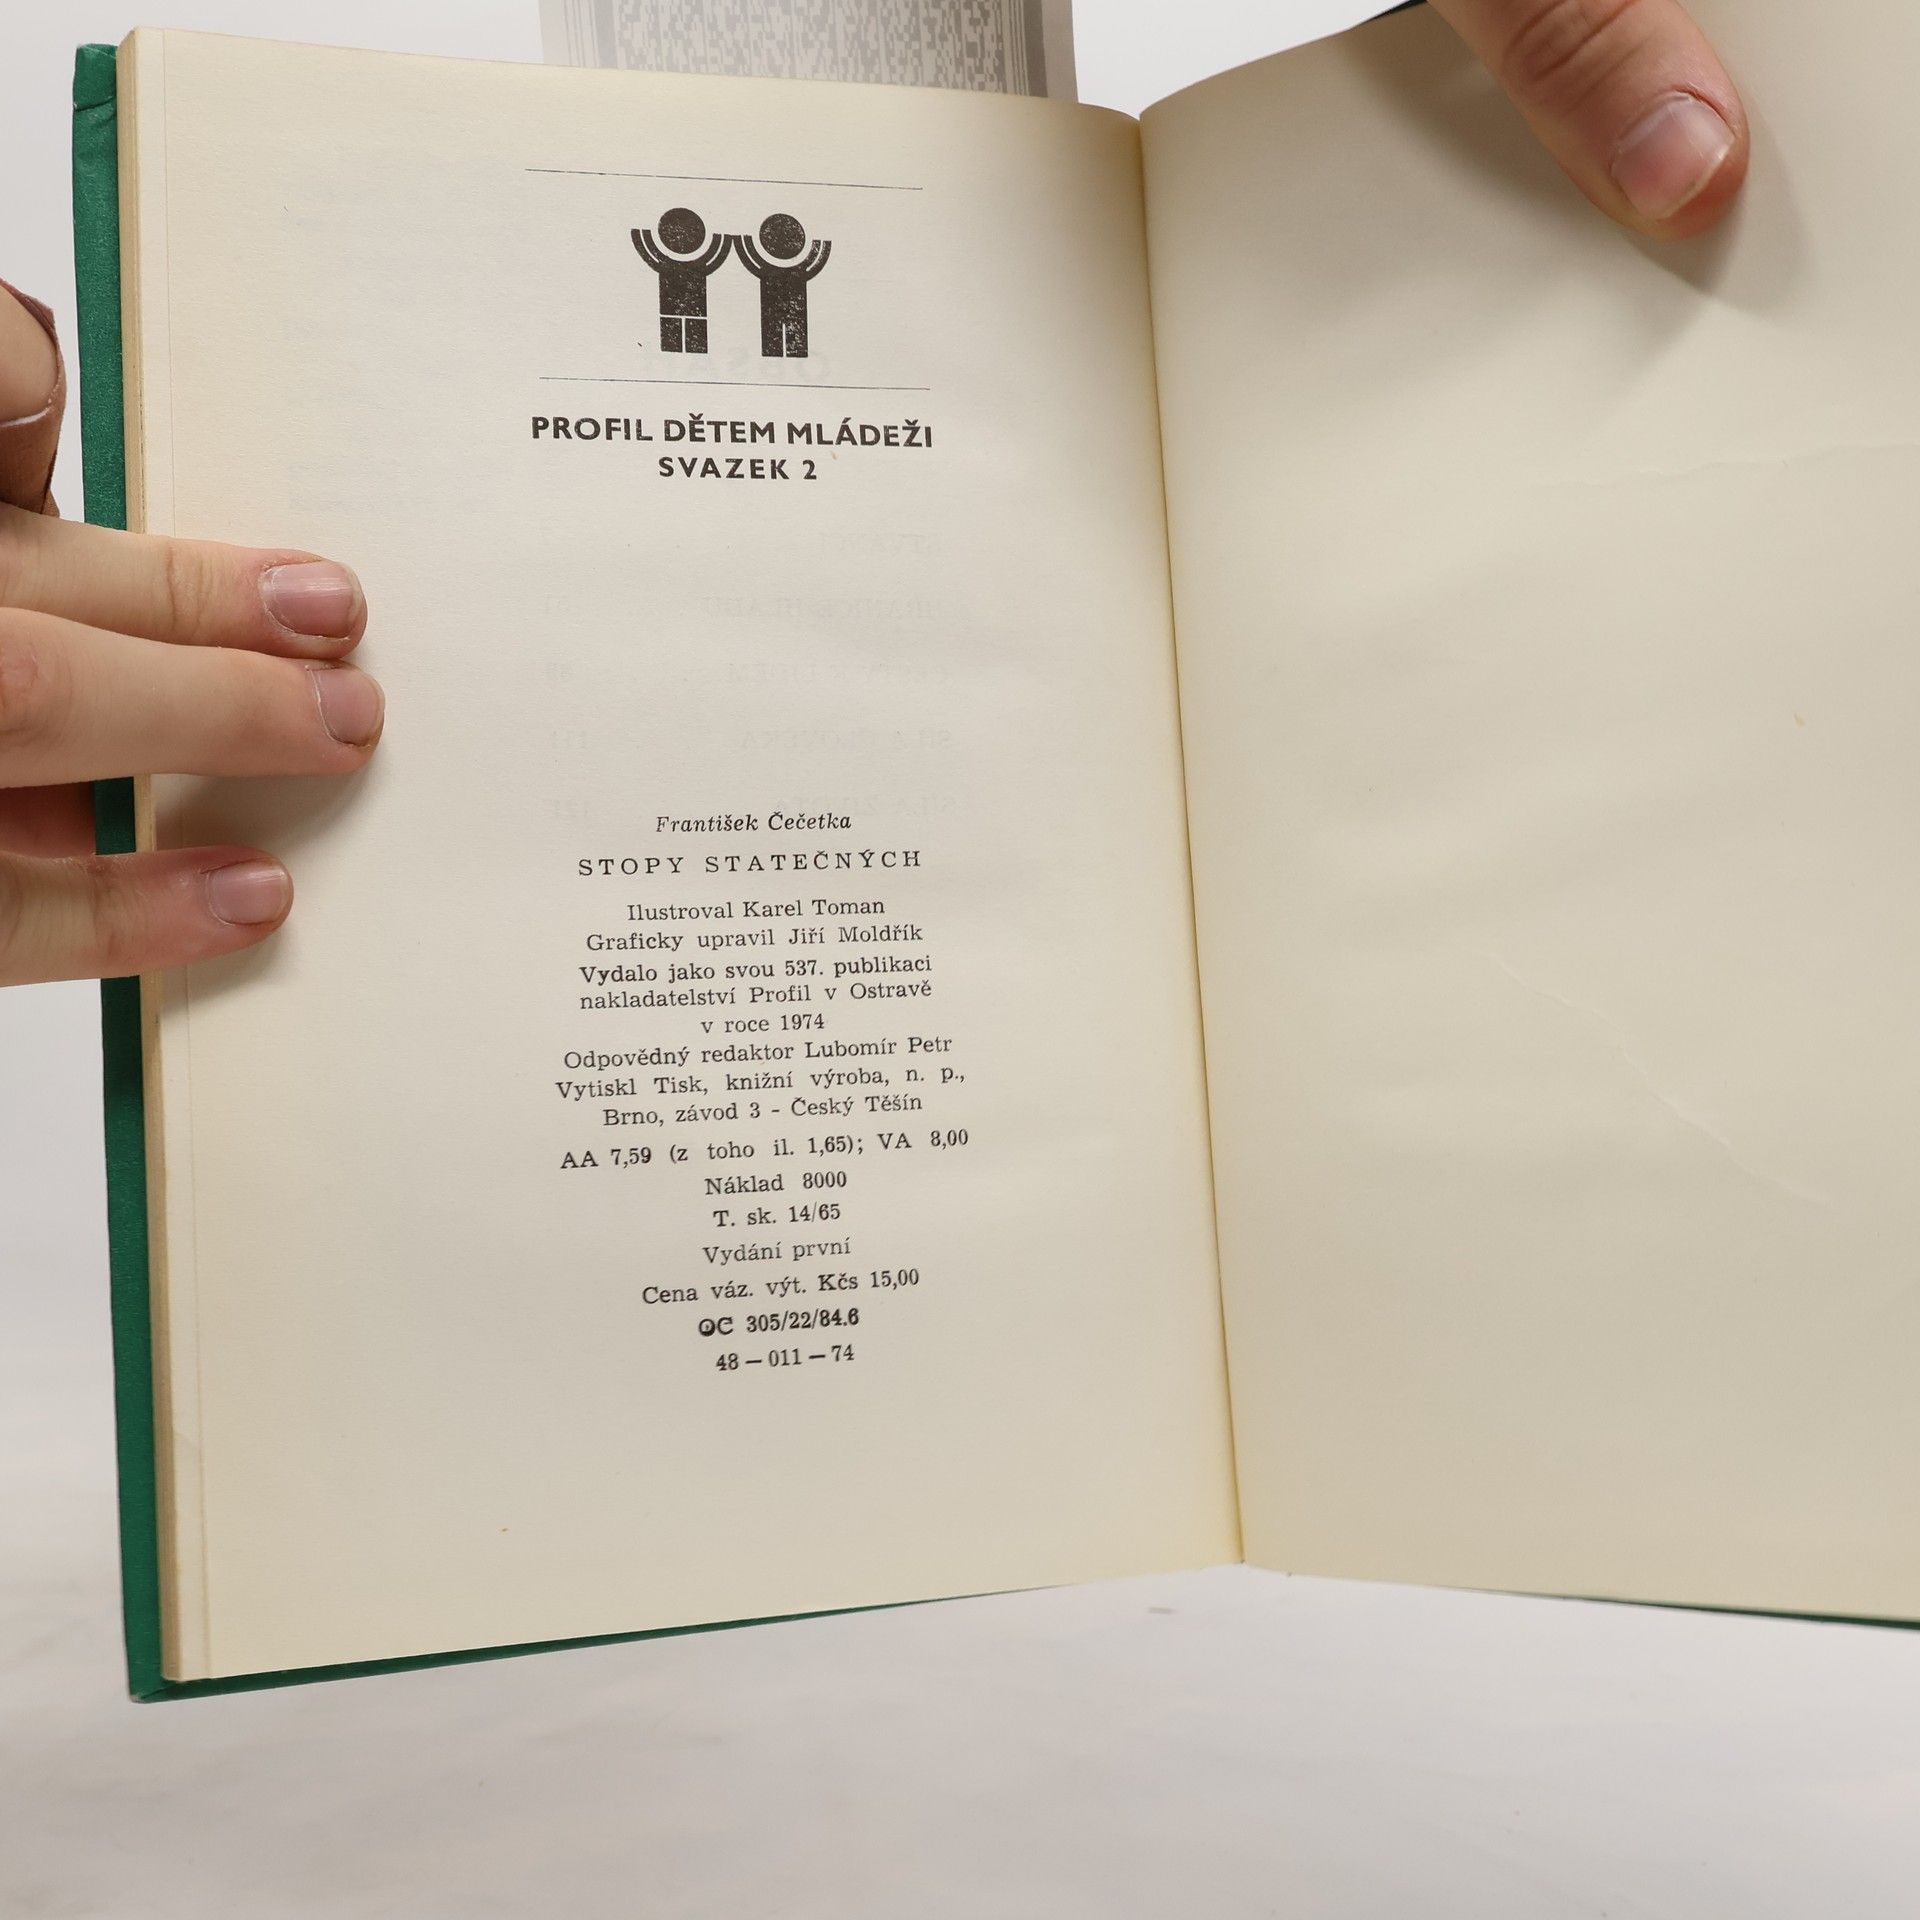 PROFIL DĚTEM MLÁDEŽI
SVAZEK 2
František Čečetka
STOPY STATEČNÝCH
Ilustroval Karel Toman
Graficky upravil Jiří Moldřík
Vydalo jako svou 537. publikaci
nakladatelství Profil v Ostravě
v roce 1974
Odpovědný redaktor Lubomír Petr
Vytiskl Tisk, knižní výroba, n. p.,
Brno, závod 3 - Český Těšín
AA 7,59 (z toho il. 1,65); VA 8,00
Náklad 8000
T. sk. 14/65
Vydání první
Cena váz. výt. Kčs 15,00
OC 305/22/84.6
48 — 011 — 74